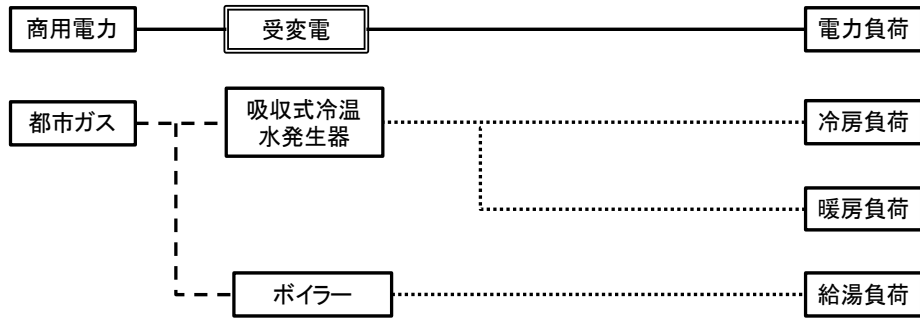 商用電力
受変電
電力負荷
都市ガス
吸収式冷温
水発生器
冷房負荷
暖房負荷
ボイラー
給湯負荷